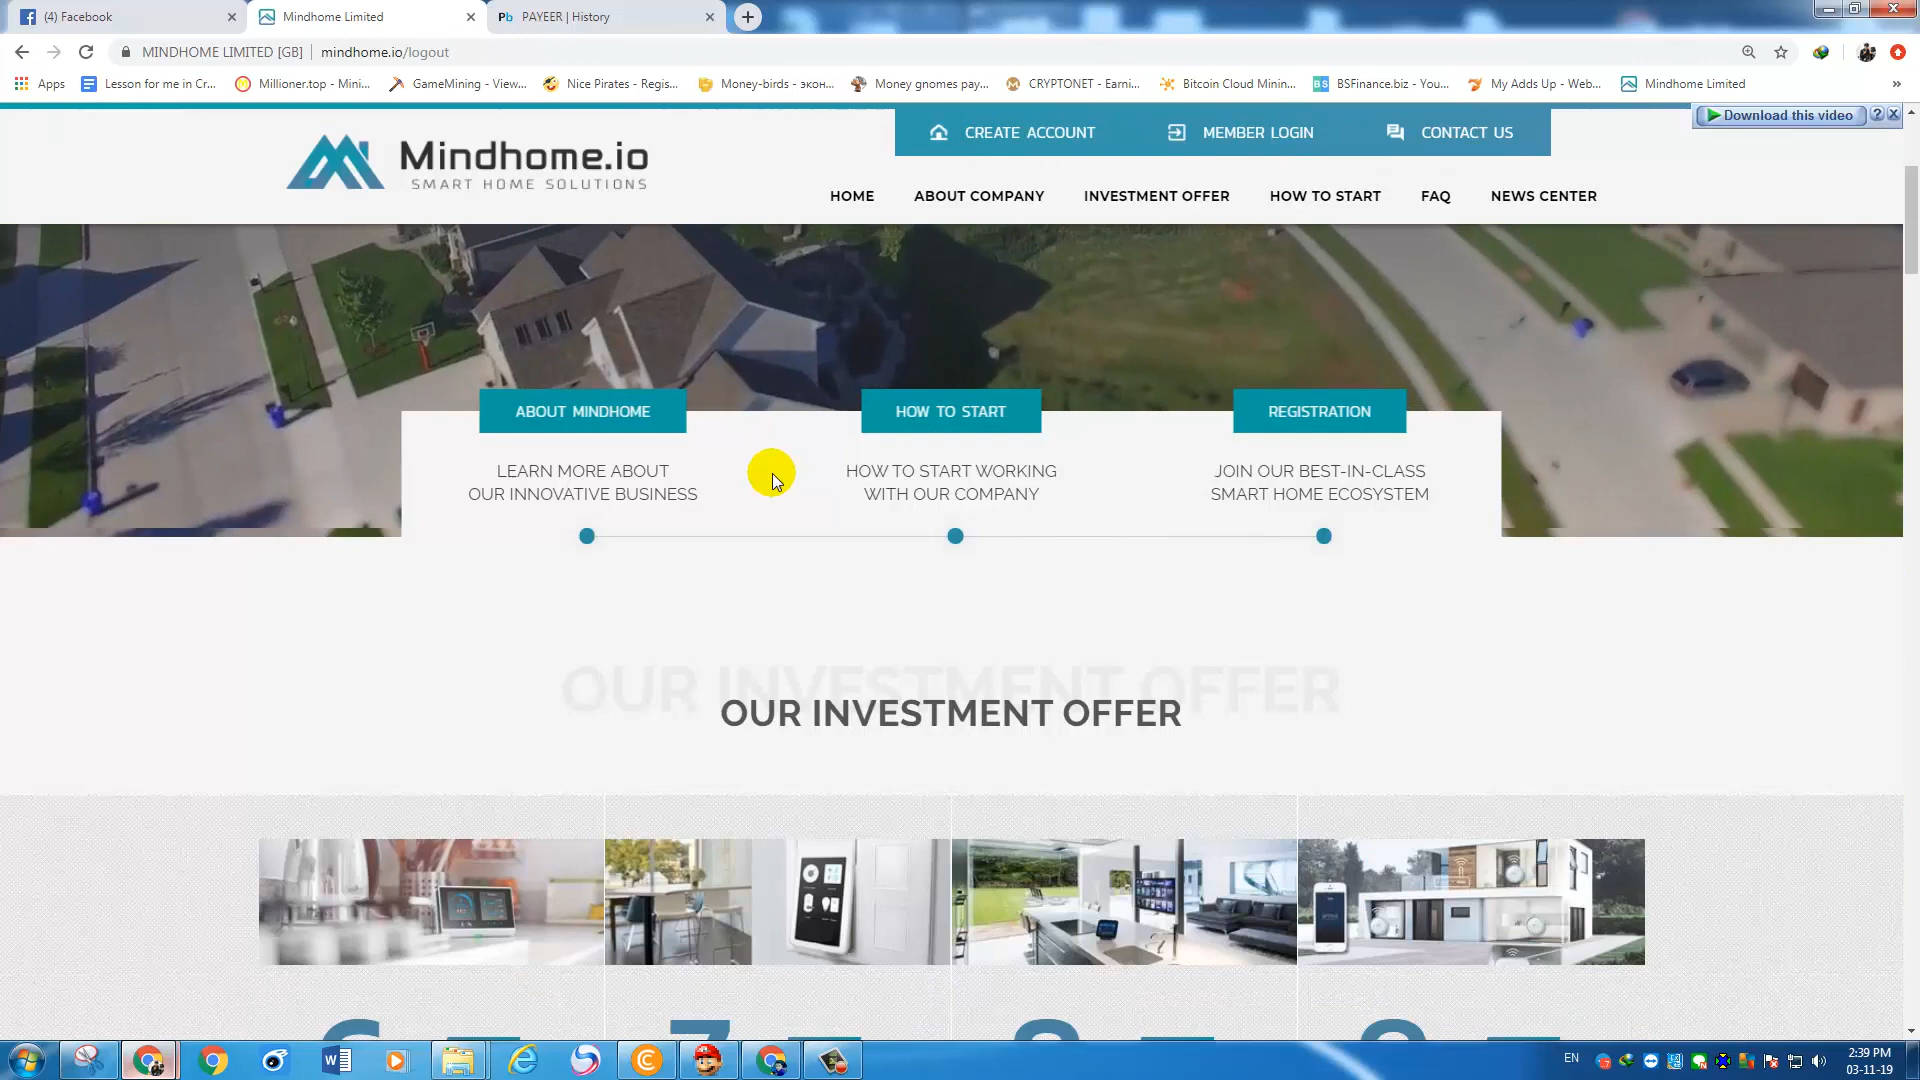 (4) Facebook
Mindhome Limited
Pb PAYEER | History
MINDHOME LIMITED [GB] | mindhome.io/logout
Apps
Lesson for me in Cr...
Millioner.top - Mini...
GameMining - View...
Nice Pirates - Regis...
Money-birds - экон...
Money gnomes pay...
CRYPTONET - Earni...
Bitcoin Cloud Minin...
BS BSFinance.biz - You...
My Adds Up - Web...
Mindhome Limited
»
Download this video
?
CREATE ACCOUNT
MEMBER LOGIN
CONTACT US
Mindhome.io
SMART HOME SOLUTIONS
HOME
ABOUT COMPANY
INVESTMENT OFFER
HOW TO START
FAQ
NEWS CENTER
ABOUT MINDHOME
HOW TO START
REGISTRATION
LEARN MORE ABOUT
OUR INNOVATIVE BUSINESS
HOW TO START WORKING
WITH OUR COMPANY
JOIN OUR BEST-IN-CLASS
SMART HOME ECOSYSTEM
OUR INVESTMENT OFFER
OUR INVESTMENT OFFER
EN
2:39 PM
03-11-19